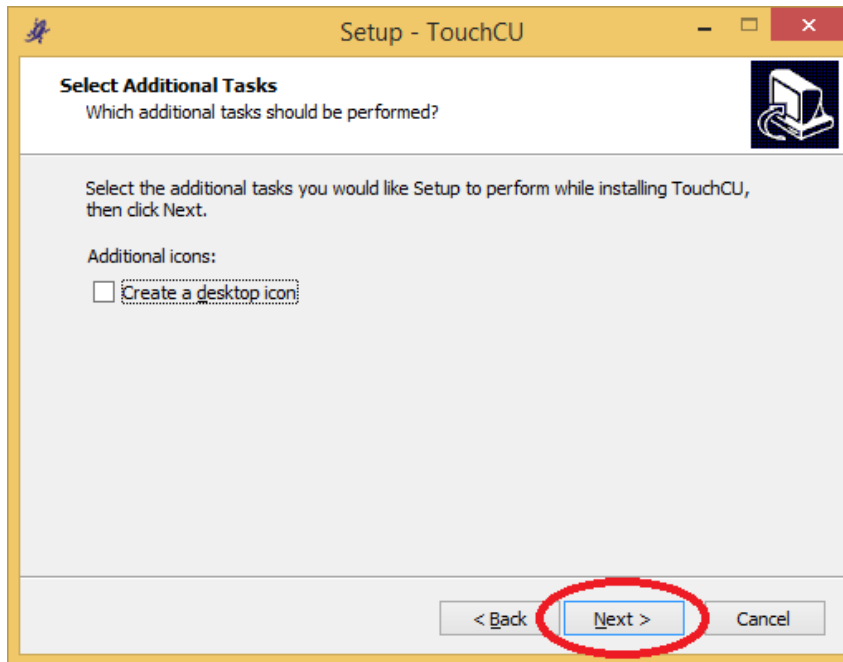 Setup - TouchCU
Select Additional Tasks
Which additional tasks should be performed?
Select the additional tasks you would like Setup to perform while installing TouchCU,
then click Next.
Additional icons:
Create a desktop icon
< Back
Next >
Cancel